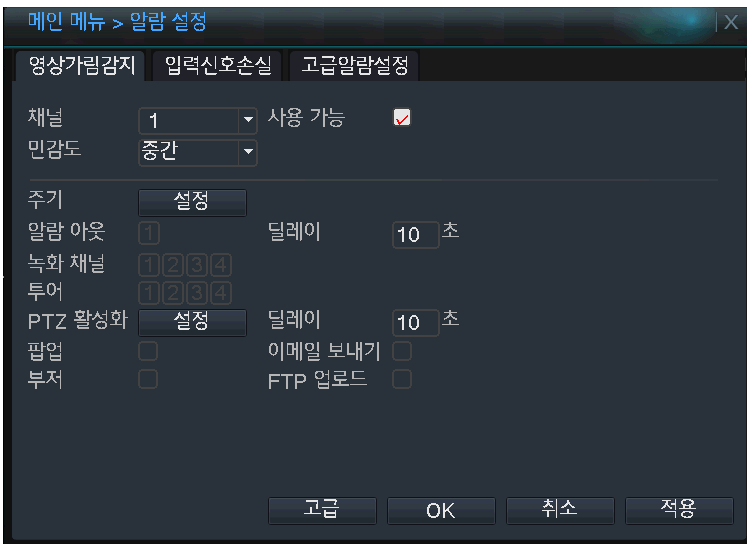 메인 메뉴 > 알람 설정 X
영상가림감지 입력신호손실 고급알람설정
채널 1 사용 가능
민감도 중간
주기 설정
알람 아웃 1 딜레이 10 초
녹화 채널 1 2 3 4
투어 1 2 3 4
PTZ 활성화 설정 딜레이 10 초
팝업 이메일 보내기
부저 FTP 업로드
고급 OK 취소 적용